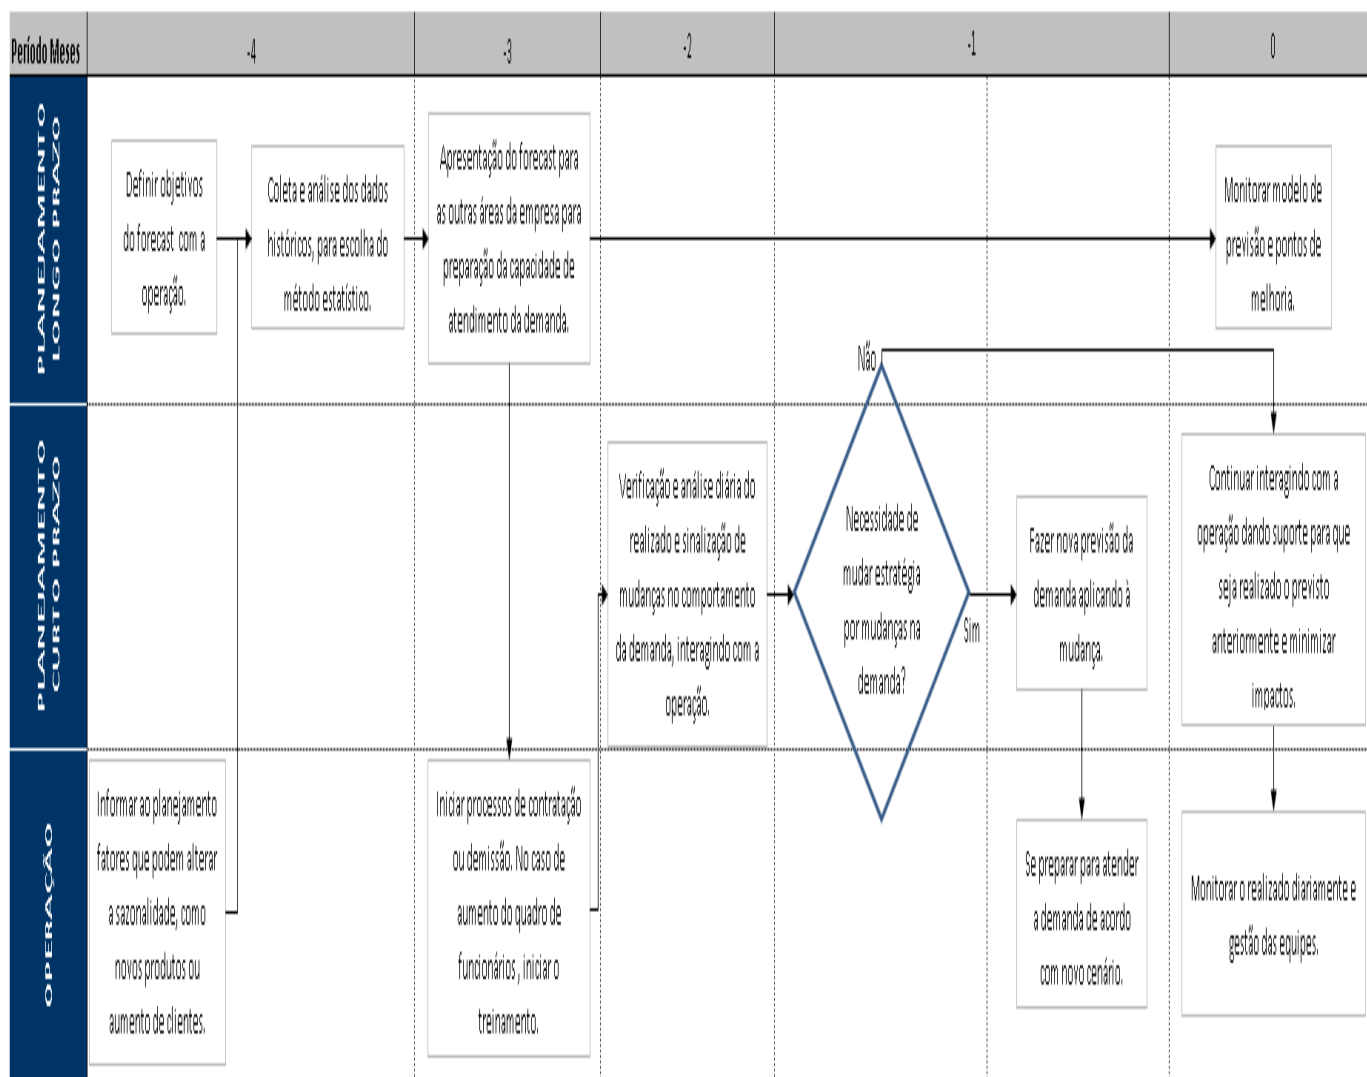 Período Meses
-4
-3
-2
-1
0
PLANEJAMENTO
LONGO PRAZO
Definir objetivos
do forecast com a
operação.
Coleta e análise dos dados
históricos, para escolha do
método estatístico.
Apresentação do forecast para
as outras áreas da empresa para
preparação da capacidade de
atendimento da demanda.
Monitorar modelo de
previsão e pontos de
melhoria.
Não
PLANEJAMENTO
CURTO PRAZO
Verificação e análise diária do
realizado e sinalização de
mudanças no comportamento
da demanda, interagindo com a
operação.
Necessidade de
mudar estratégia
por mudanças na
demanda?
Sim
Fazer nova previsão da
demanda aplicando à
mudança.
Continuar interagindo com a
operação dando suporte para que
seja realizado o previsto
anteriormente e minimizar
impactos.
OPERAÇÃO
Informar ao planejamento
fatores que podem alterar
a sazonalidade, como
novos produtos ou
aumento de clientes.
Iniciar processos de contratação
ou demissão. No caso de
aumento do quadro de
funcionários , iniciar o
treinamento.
Se preparar para atender
a demanda de acordo
com novo cenário.
Monitorar o realizado diariamente e
gestão das equipes.